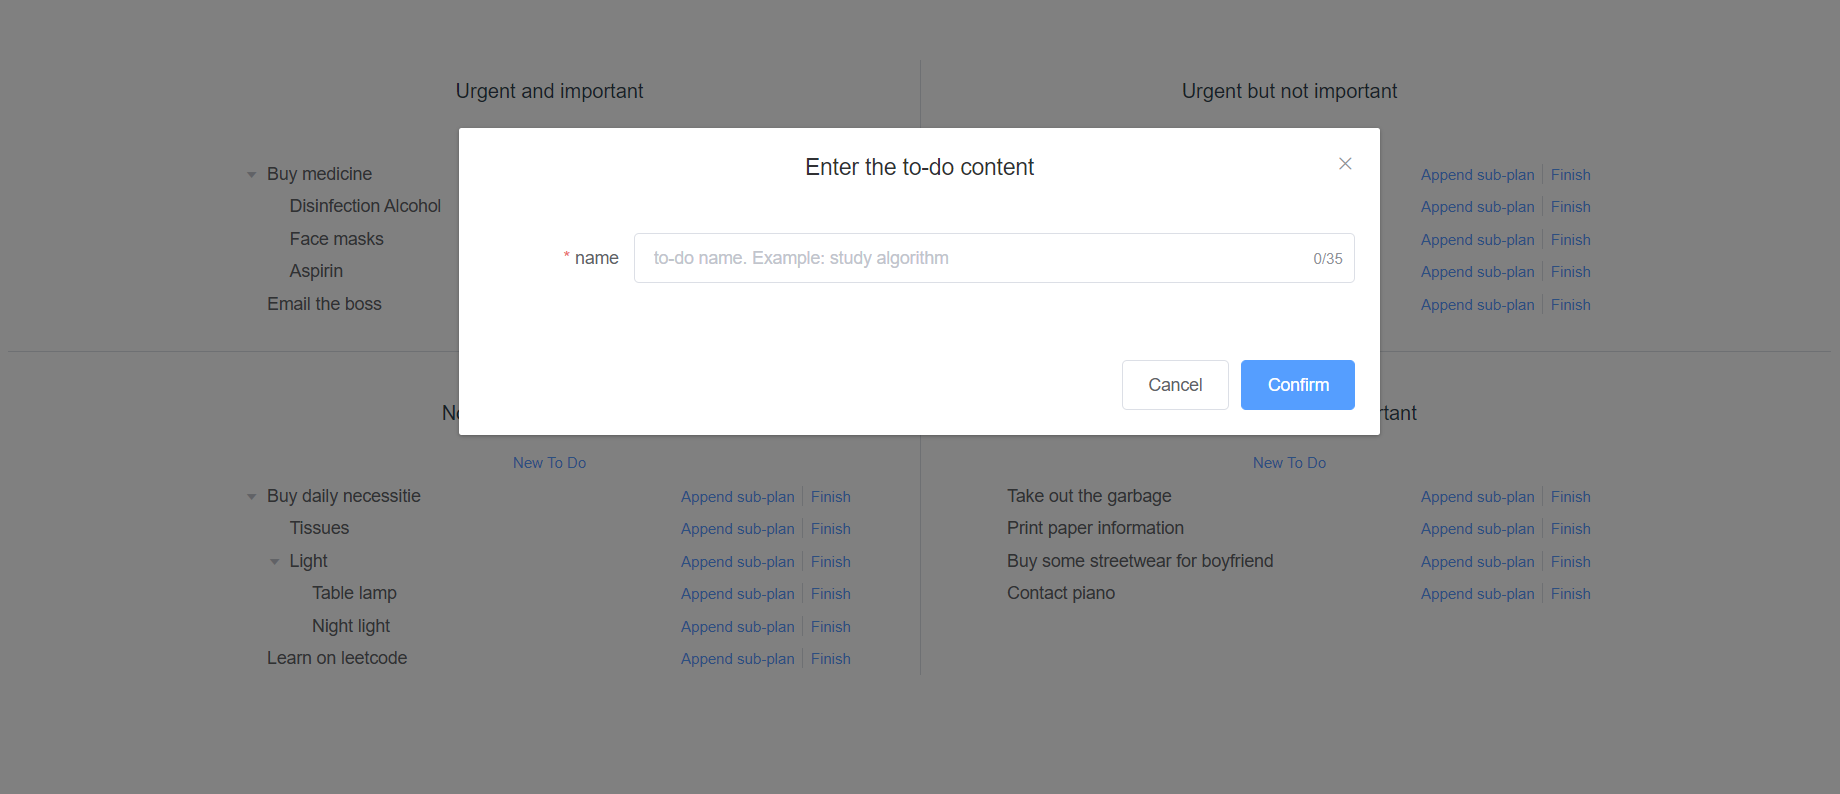 Urgent and important
Urgent but not important
Enter the to-do content
* name
to-do name. Example: study algorithm
0/35
Cancel
Confirm
Buy medicine
Disinfection Alcohol
Face masks
Aspirin
Email the boss
Append sub-plan Finish
Append sub-plan Finish
Append sub-plan Finish
Append sub-plan Finish
Append sub-plan Finish
New To Do
Buy daily necessitie Append sub-plan Finish
Tissues Append sub-plan Finish
Light Append sub-plan Finish
Table lamp Append sub-plan Finish
Night light Append sub-plan Finish
Learn on leetcode Append sub-plan Finish
New To Do
Take out the garbage Append sub-plan Finish
Print paper information Append sub-plan Finish
Buy some streetwear for boyfriend Append sub-plan Finish
Contact piano Append sub-plan Finish